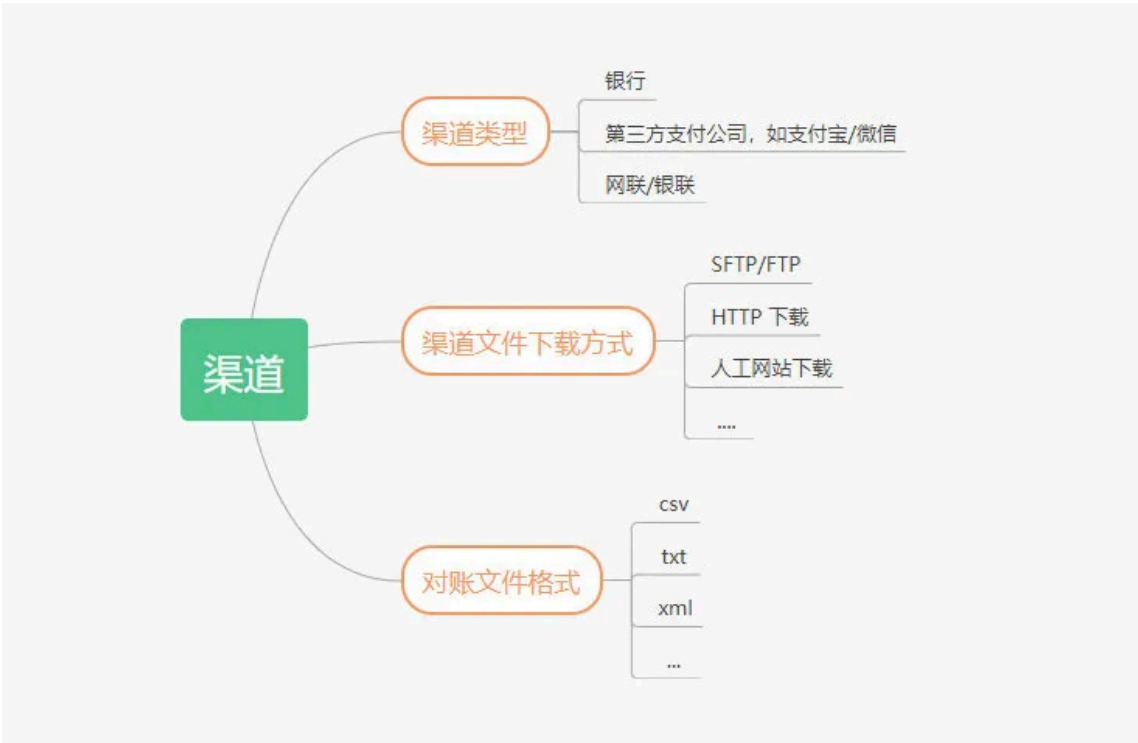 渠道
渠道类型
银行
第三方支付公司，如支付宝/微信
网联/银联
渠道文件下载方式
SFTP/FTP
HTTP 下载
人工网站下载
....
对账文件格式
csv
txt
xml
...